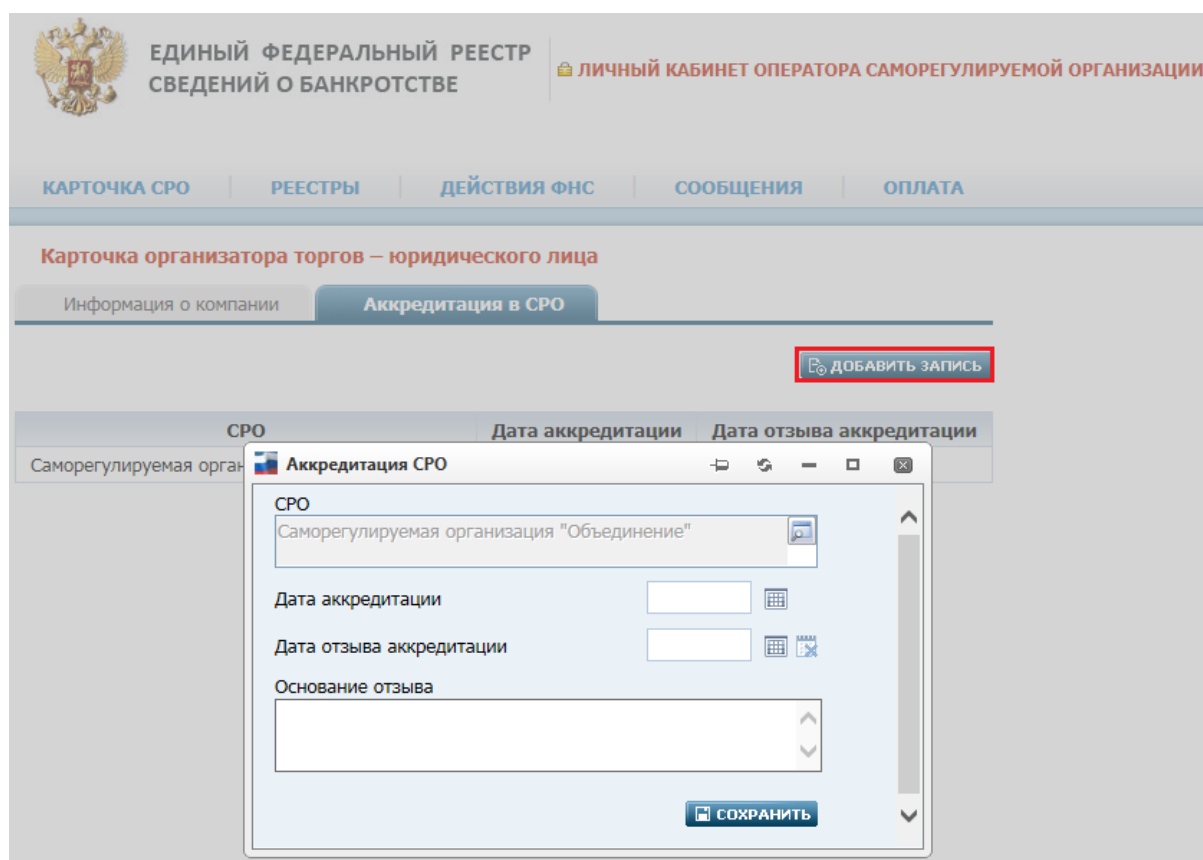 ЕДИНЫЙ ФЕДЕРАЛЬНЫЙ РЕЕСТР
СВЕДЕНИЙ О БАНКРОТСТВЕ
ЛИЧНЫЙ КАБИНЕТ ОПЕРАТОРА САМОРЕГУЛИРУЕМОЙ ОРГАНИЗАЦИИ
КАРТОЧКА СРО РЕЕСТРЫ ДЕЙСТВИЯ ФНС СООБЩЕНИЯ ОПЛАТА
Карточка организатора торгов – юридического лица
Информация о компании Аккредитация в СРО
ДОБАВИТЬ ЗАПИСЬ
СРО Дата аккредитации Дата отзыва аккредитации
Саморегулируемая орган
Аккредитация СРО
СРО
Саморегулируемая организация "Объединение"
Дата аккредитации
Дата отзыва аккредитации
Основание отзыва
СОХРАНИТЬ